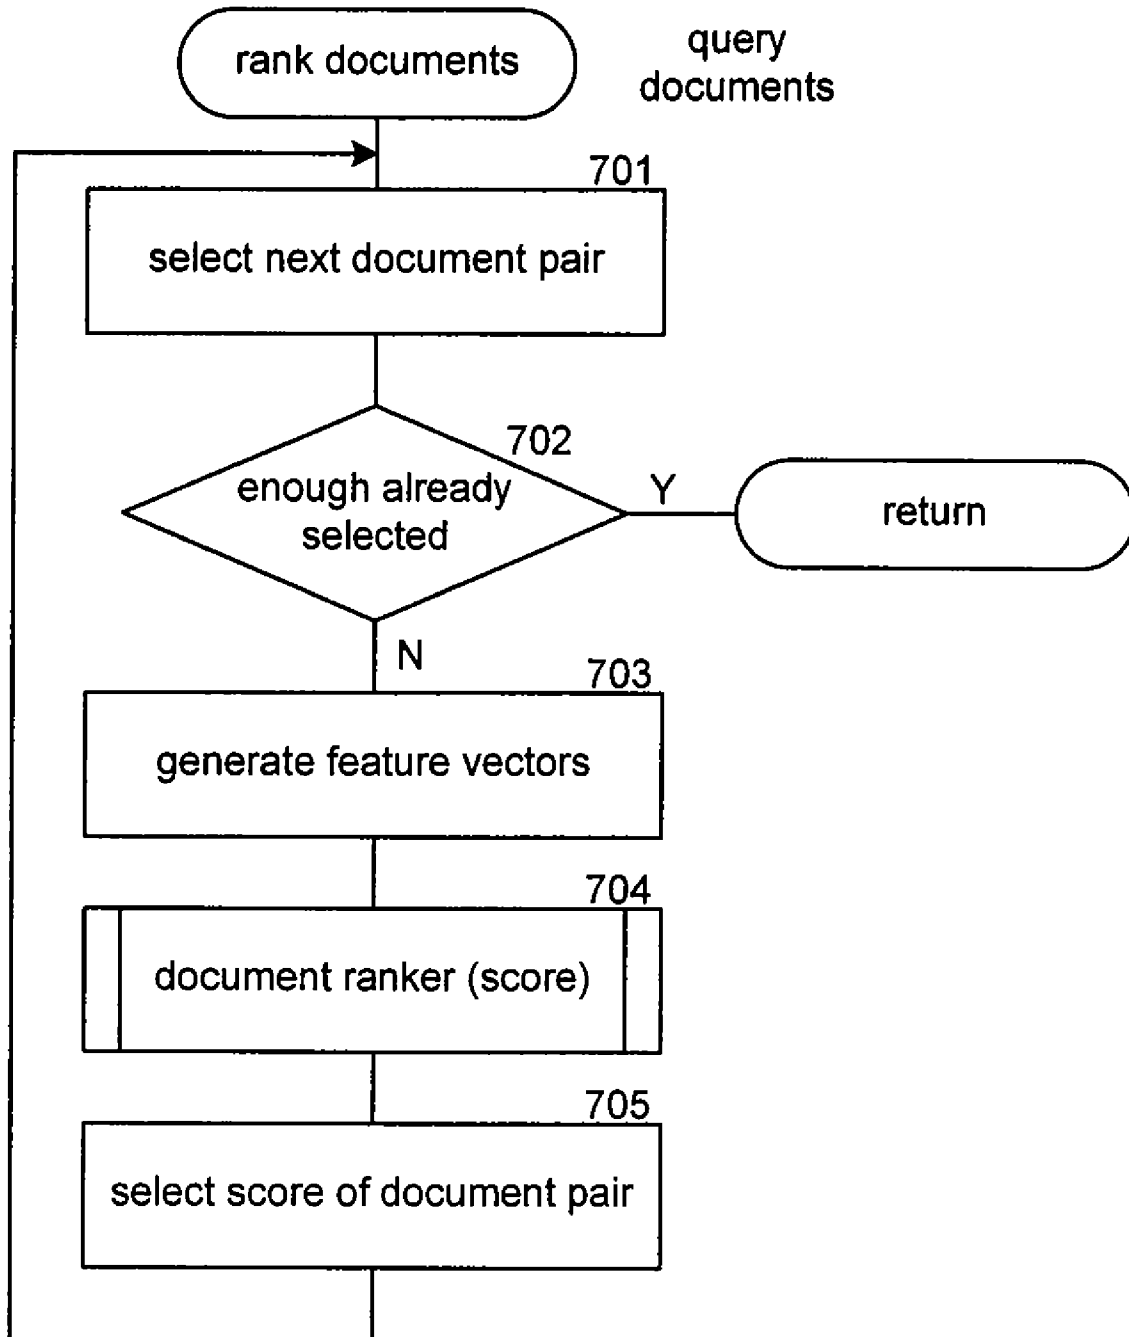 rank documents
query
documents
701
select next document pair
702
enough already
selected
Y
return
N
703
generate feature vectors
704
document ranker (score)
705
select score of document pair